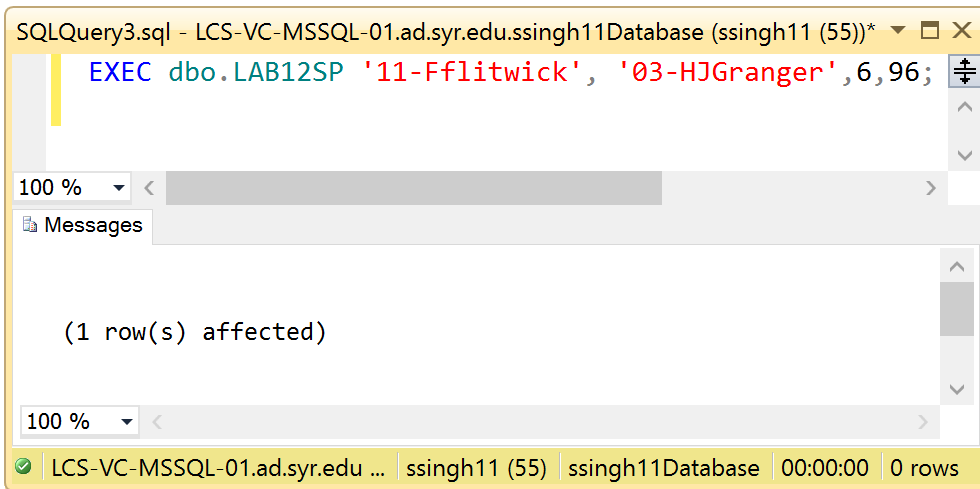 SQLQuery3.sql - LCS-VC-MSSQL-01.ad.syr.edu.ssingh11Database (ssingh11 (55))*
EXEC dbo.LAB12SP '11-Fflitwick', '03-HJGranger',6,96;
100 %
Messages
(1 row(s) affected)
100 %
LCS-VC-MSSQL-01.ad.syr.edu ... ssingh11 (55) ssingh11Database 00:00:00 0 rows